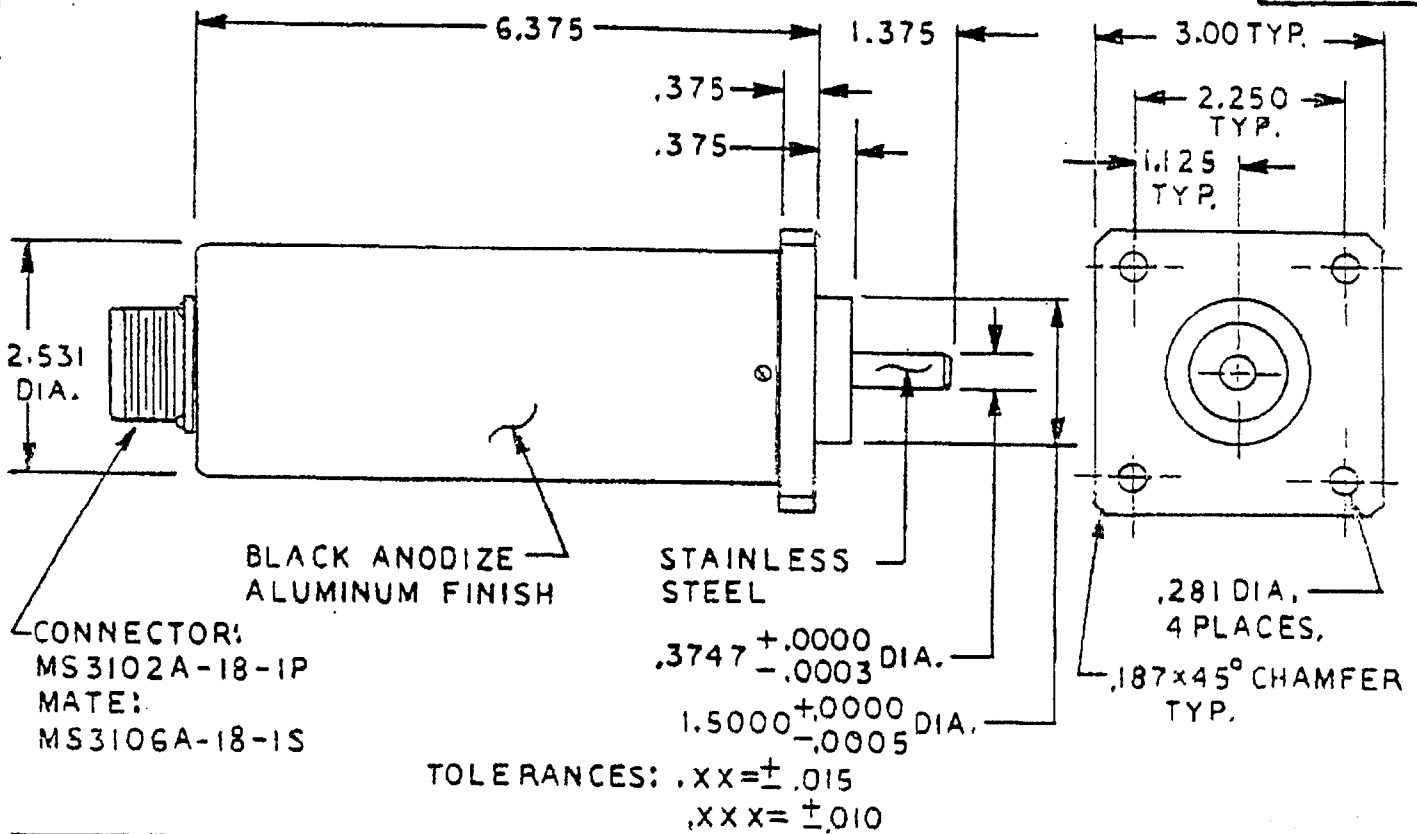 6.375
1.375
3.00 TYP.
.375
2.250
TYP.
.375
1.125
TYP.
2.531
DIA.
BLACK ANODIZE
ALUMINUM FINISH
STAINLESS
STEEL
.281 DIA.
4 PLACES.
CONNECTOR:
MS3102A-18-1P
MATE:
MS3106A-18-1S
.3747 +.0000 DIA.
-.0003
.187x45° CHAMFER
TYP.
1.5000 +.0000 DIA.
-.0005
TOLERANCES: .XX=± .015
.XXX= ±.010